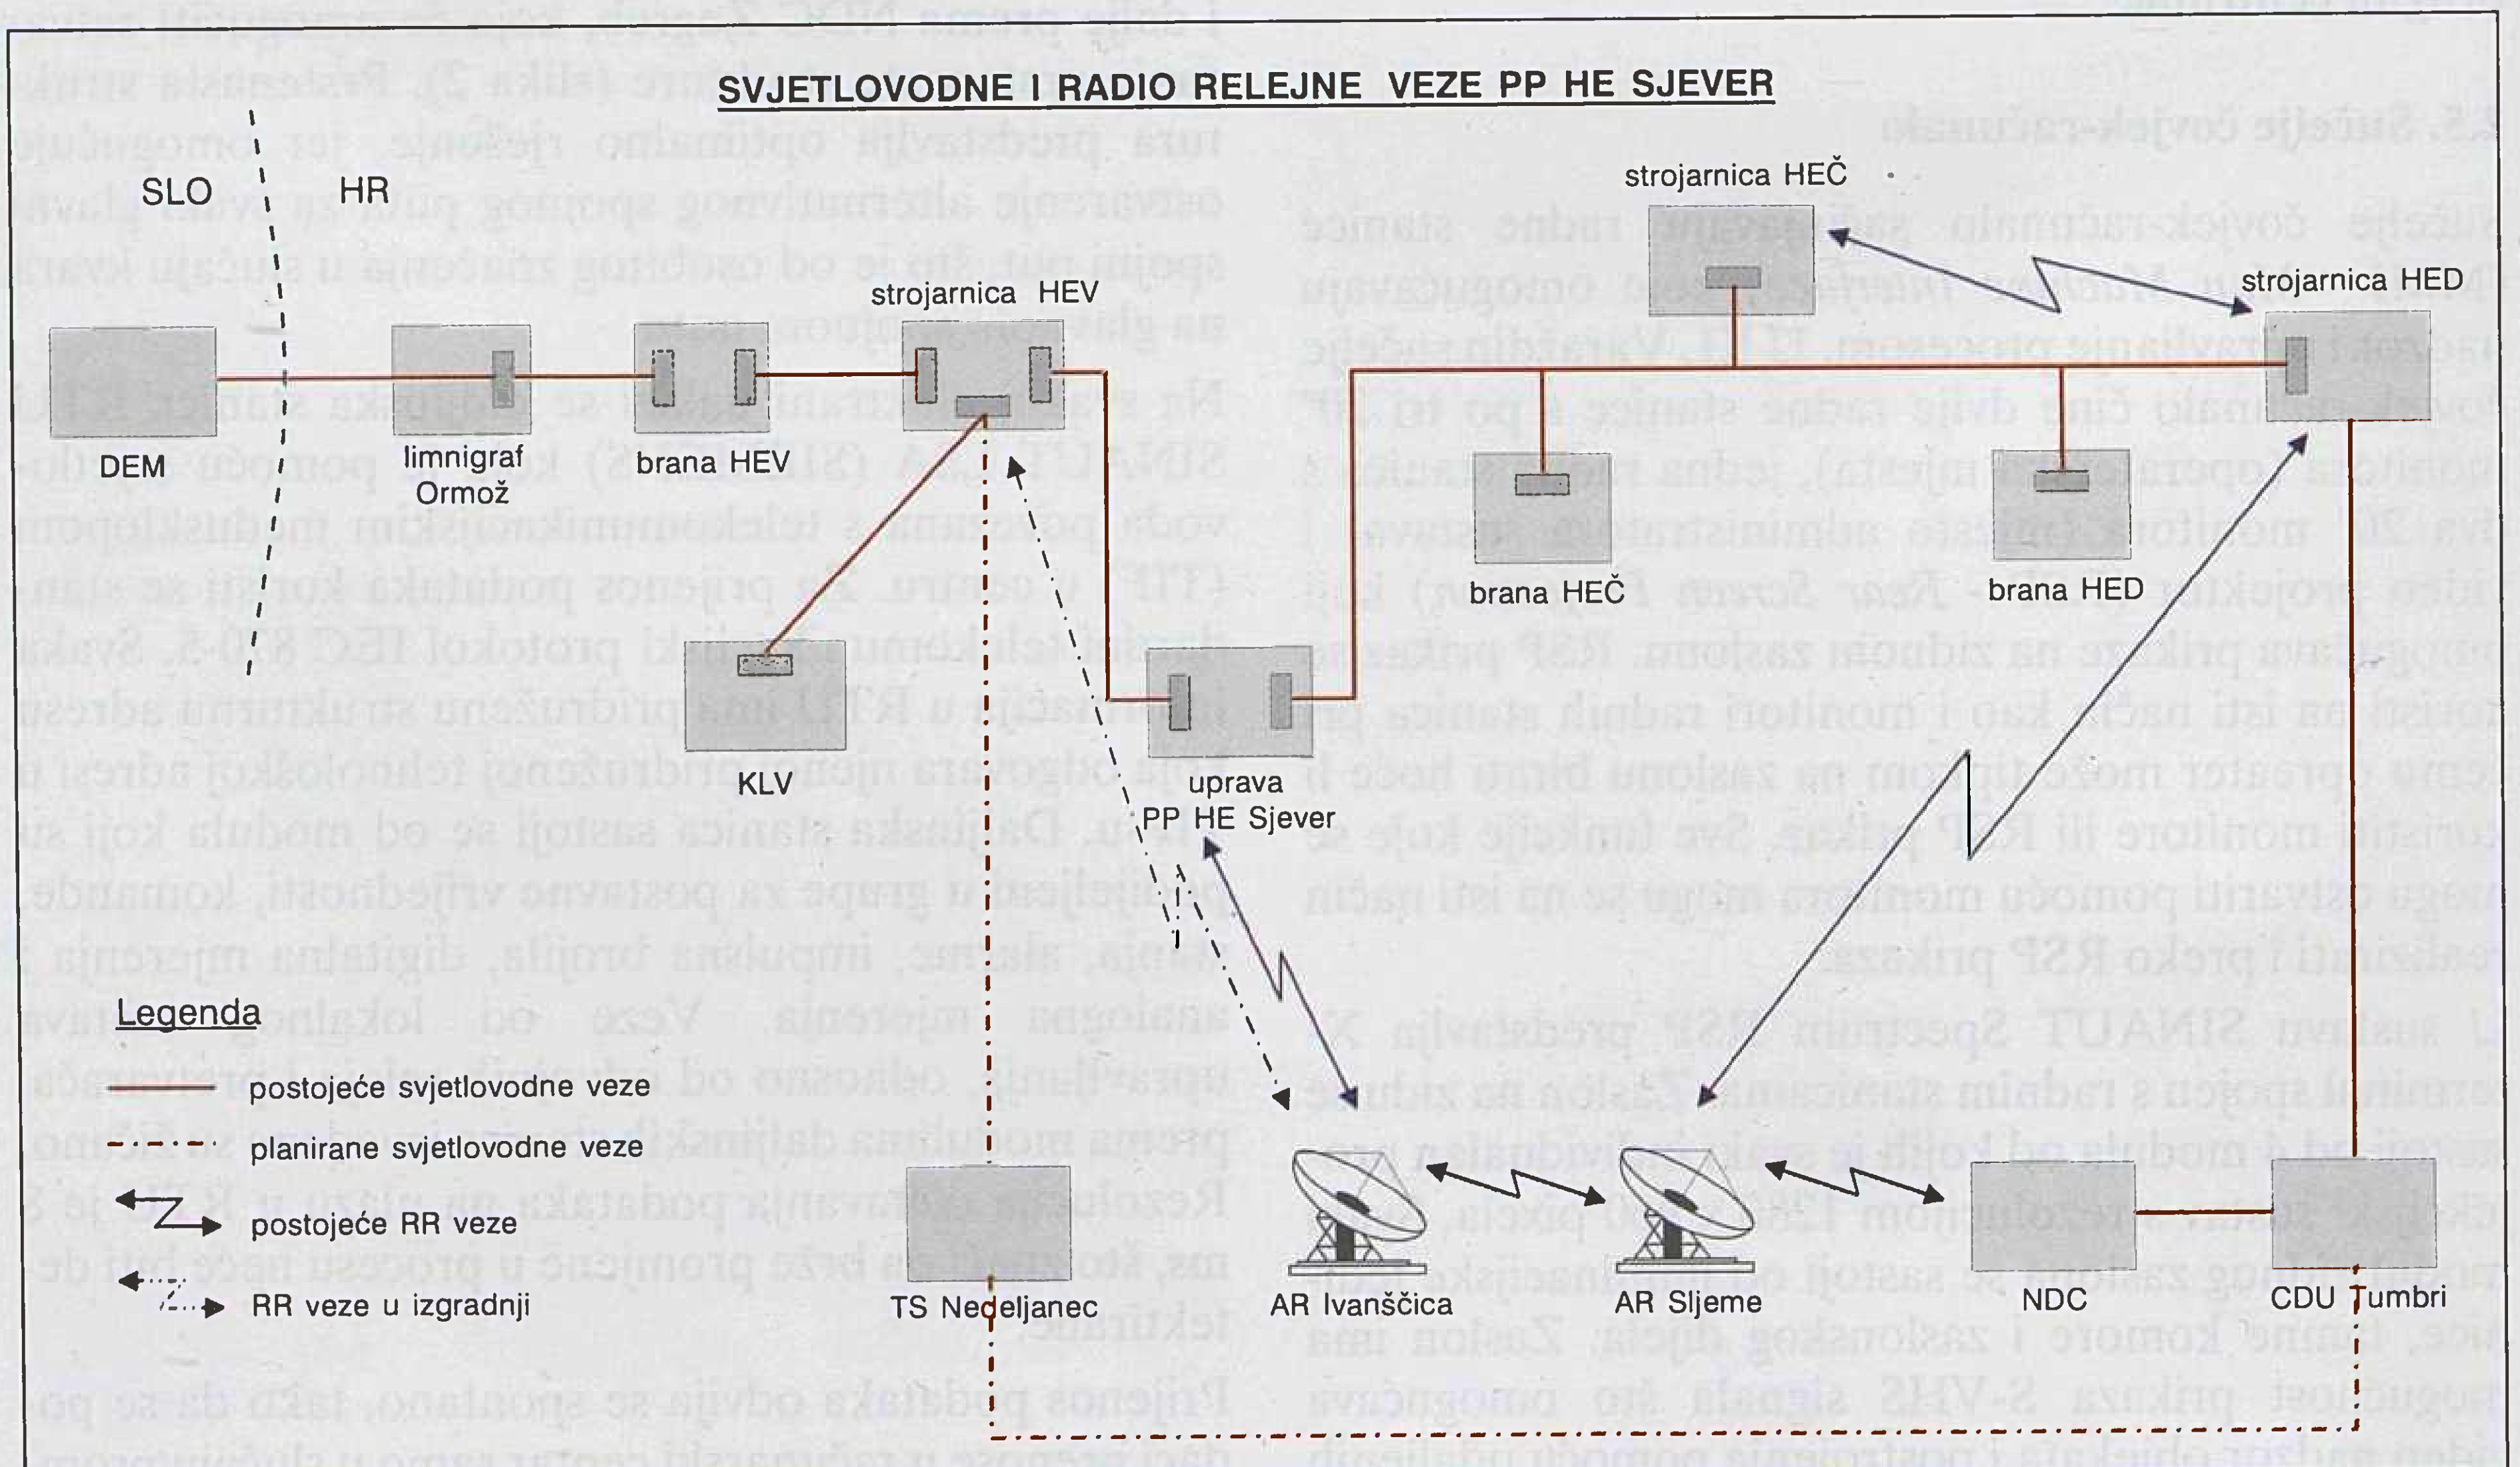 SVJETLOVODNE I RADIO RELEJNE VEZE PP HE SJEVER
SLO
HR
strojarnica HEČ
strojarnica HED
strojarnica HEV
DEM
limnigraf
Ormož
brana HEV
brana HEČ
brana HED
KLV
uprava
PP HE Sjever
Legenda
postojeće svjetlovodne veze
planirane svjetlovodne veze
postojeće RR veze
RR veze u izgradnji
TS Nedeljanec
AR Ivanščica
AR Sljeme
NDC
CDU Tumbri